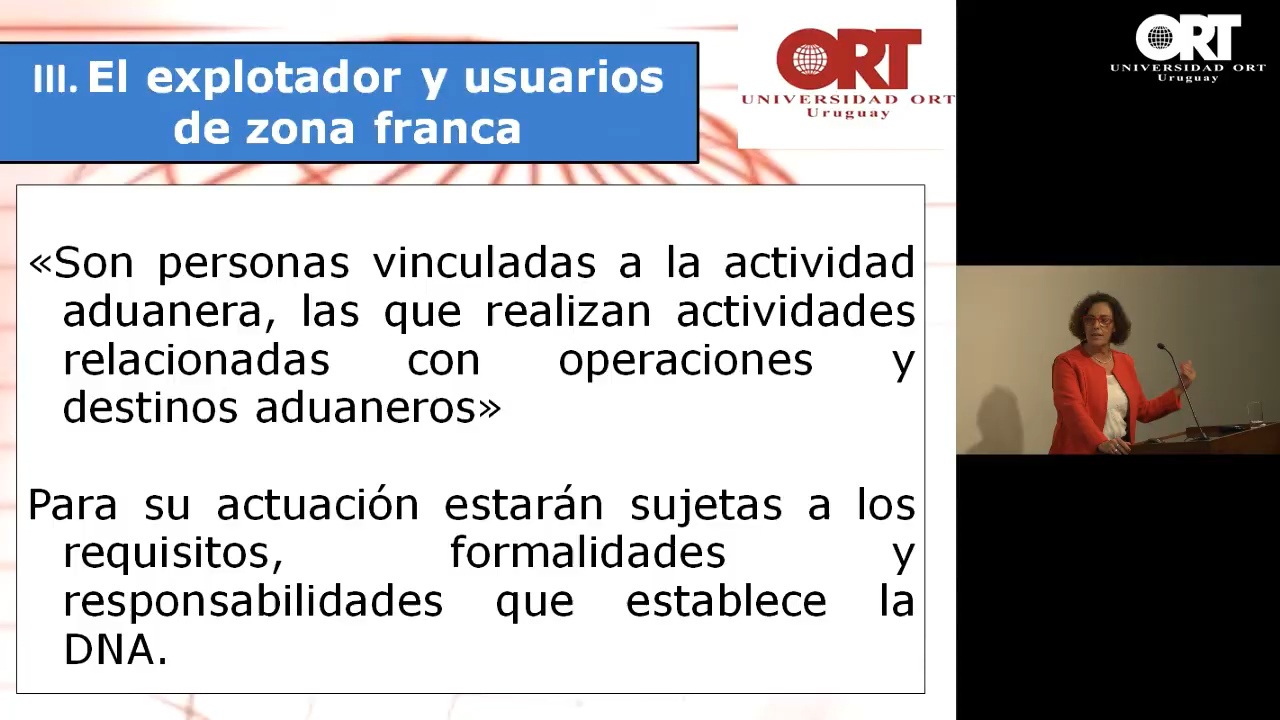 III. El explotador y usuarios
de zona franca
ORT
UNIVERSIDAD ORT
Uruguay
«Son personas vinculadas a la actividad
aduanera, las que realizan actividades
relacionadas con operaciones y
destinos aduaneros»
Para su actuación estarán sujetas a los
requisitos, formalidades y
responsabilidades que establece la
DNA.
ORT
UNIVERSIDAD ORT
Uruguay